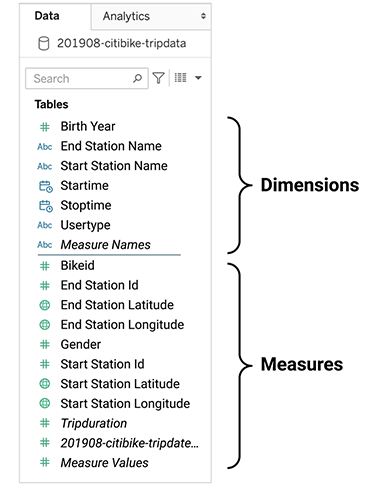 Data Analytics
201908-citibike-tripdata
Search
Tables
# Birth Year
Abc End Station Name
Abc Start Station Name
Startime
Stoptime
Abc Usertype
Abc Measure Names
Dimensions
# Bikeid
# End Station Id
End Station Latitude
End Station Longitude
# Gender
# Start Station Id
Start Station Latitude
Start Station Longitude
# Tripduration
# 201908-citibike-tripdate...
# Measure Values
Measures